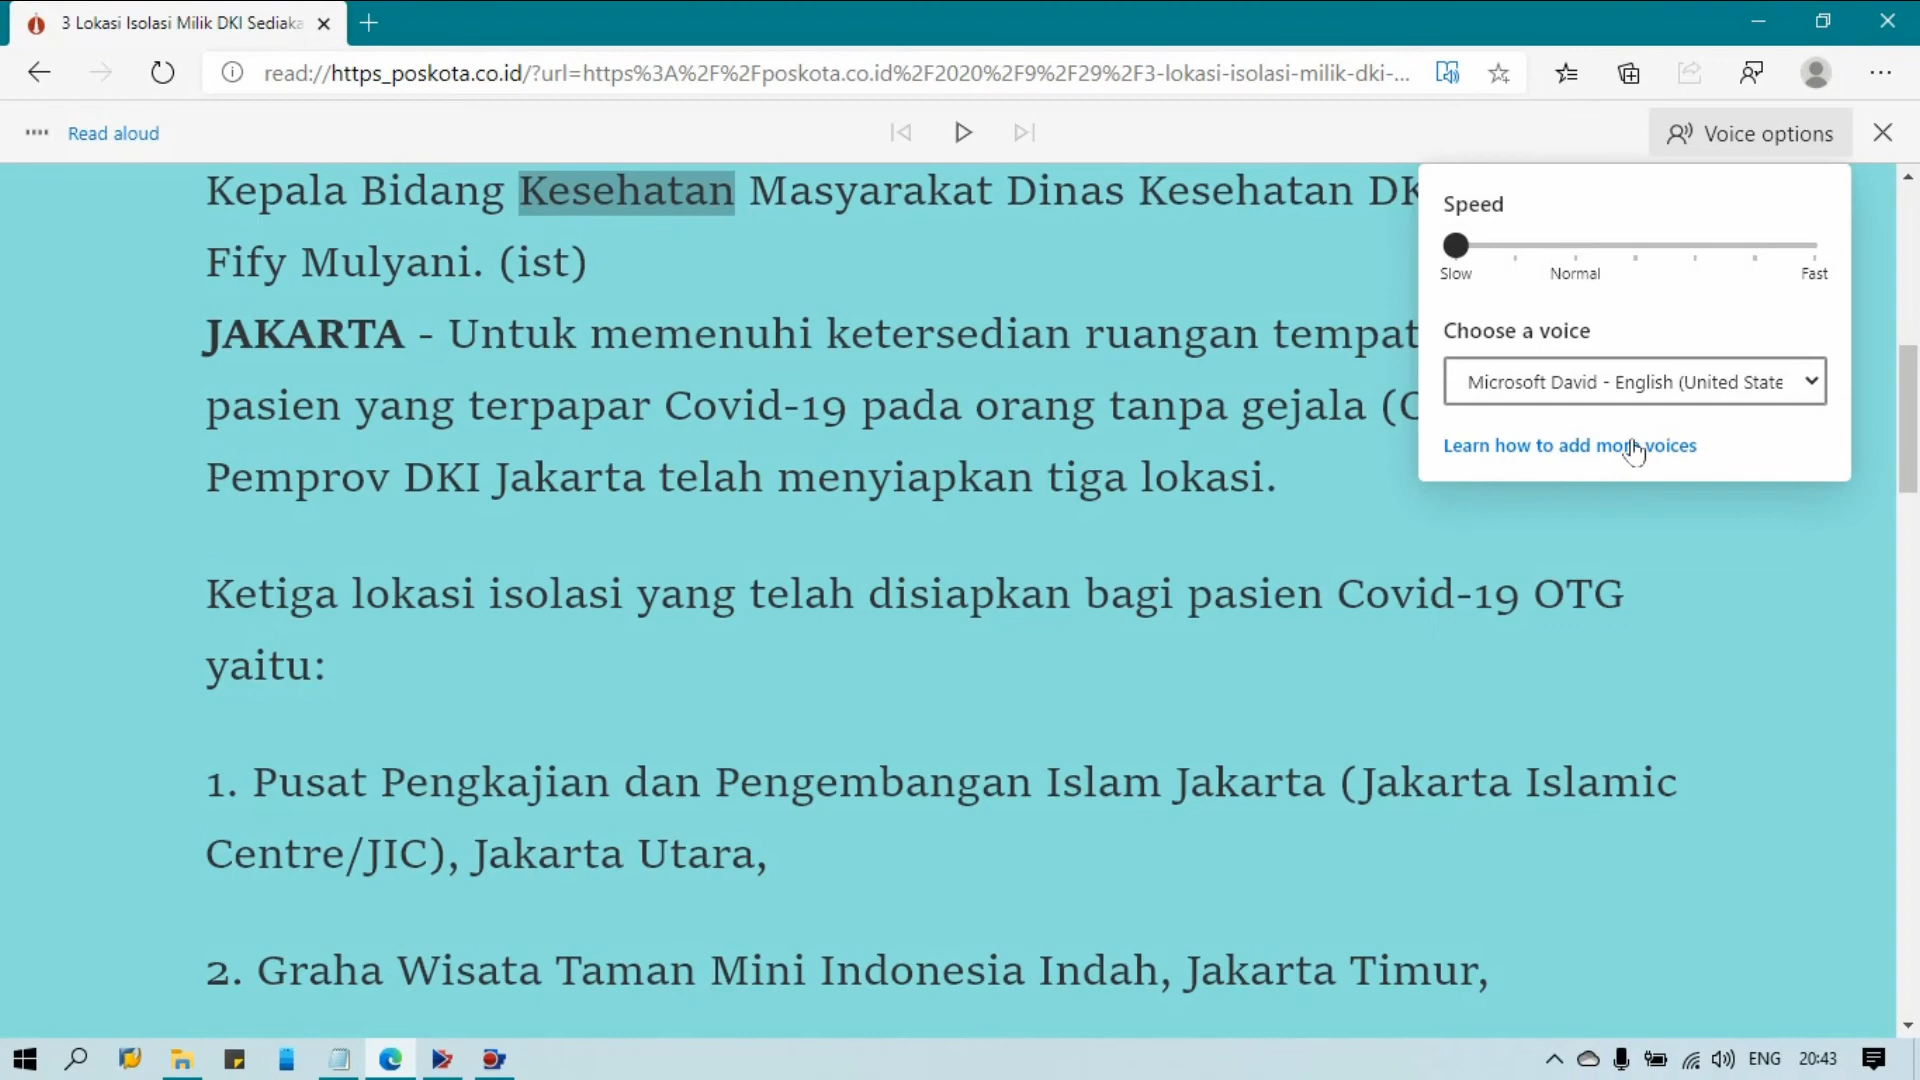 3 Lokasi Isolasi Milik DKI Sediaka
read://https_poskota.co.id/?url=https%3A%2F%2Fposkota.co.id%2F2020%2F9%2F29%2F3-lokasi-isolasi-milik-dki-...
Read aloud
Voice options
Kepala Bidang Kesehatan Masyarakat Dinas Kesehatan DK
Fify Mulyani. (ist)
JAKARTA - Untuk memenuhi ketersedian ruangan tempat
pasien yang terpapar Covid-19 pada orang tanpa gejala (O
Pemprov DKI Jakarta telah menyiapkan tiga lokasi.
Ketiga lokasi isolasi yang telah disiapkan bagi pasien Covid-19 OTG
yaitu:
1. Pusat Pengkajian dan Pengembangan Islam Jakarta (Jakarta Islamic
Centre/JIC), Jakarta Utara,
2. Graha Wisata Taman Mini Indonesia Indah, Jakarta Timur,
Speed
Slow Normal Fast
Choose a voice
Microsoft David - English (United State
Learn how to add more voices
ENG 20:43